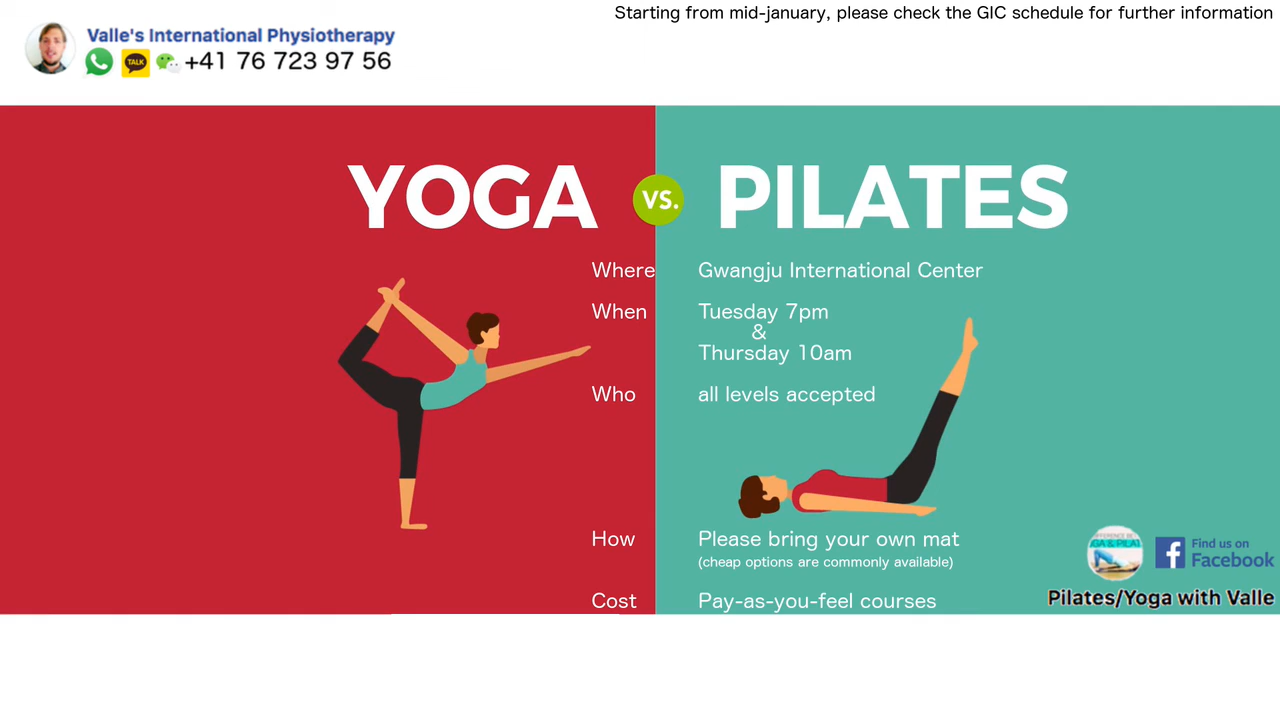 Starting from mid-january, please check the GIC schedule for further information
Valle's International Physiotherapy
TALK
+41 76 723 97 56
YOGA VS. PILATES
Where Gwangju International Center
When Tuesday 7pm
&
Thursday 10am
Who all levels accepted
How Please bring your own mat
(cheap options are commonly available)
Cost Pay-as-you-feel courses
Find us on
Facebook
Pilates/Yoga with Valle